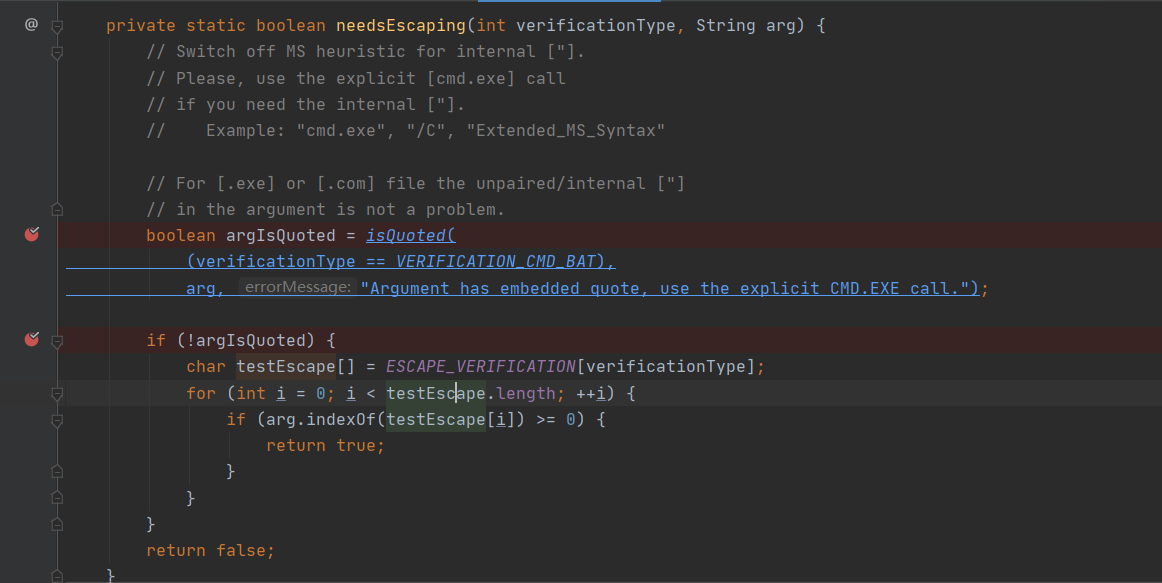 @ private static boolean needsEscaping(int verificationType, String arg) {
// Switch off MS heuristic for internal ["].
// Please, use the explicit [cmd.exe] call
// if you need the internal ["].
//    Example: "cmd.exe", "/C", "Extended_MS_Syntax"
// For [.exe] or [.com] file the unpaired/internal ["]
// in the argument is not a problem.
boolean argIsQuoted = isQuoted(
(verificationType == VERIFICATION_CMD_BAT),
arg, errorMessage: "Argument has embedded quote, use the explicit CMD.EXE call.");
if (!argIsQuoted) {
char testEscape[] = ESCAPE_VERIFICATION[verificationType];
for (int i = 0; i < testEscape.length; ++i) {
if (arg.indexOf(testEscape[i]) >= 0) {
return true;
}
}
}
return false;
}